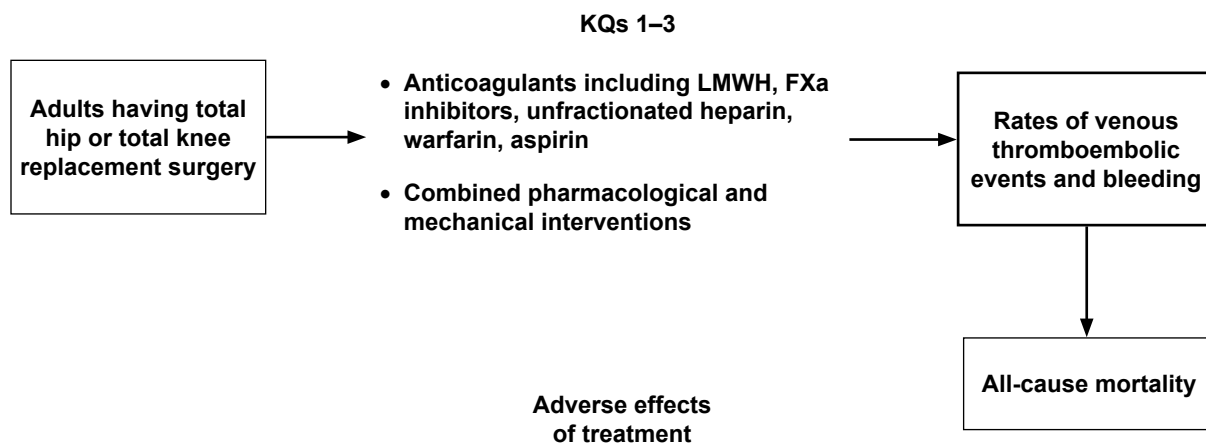 KQs 1–3
Adults having total
hip or total knee
replacement surgery
• Anticoagulants including LMWH, FXa
inhibitors, unfractionated heparin,
warfarin, aspirin
• Combined pharmacological and
mechanical interventions
Rates of venous
thromboembolic
events and bleeding
All-cause mortality
Adverse effects
of treatment